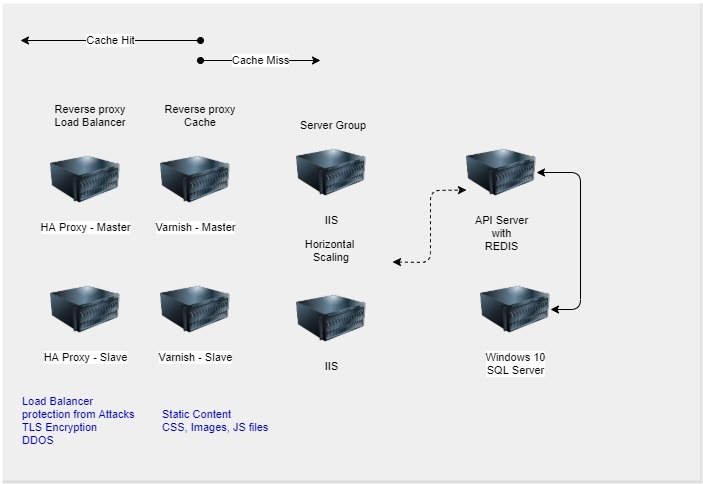 Cache Hit
Cache Miss
Reverse proxy
Load Balancer
Reverse proxy
Cache
Server Group
HA Proxy - Master
Varnish - Master
IIS
API Server
with
REDIS
Horizontal
Scaling
HA Proxy - Slave
Varnish - Slave
IIS
Windows 10
SQL Server
Load Balancer
protection from Attacks
TLS Encryption
DDOS
Static Content
CSS, Images, JS files